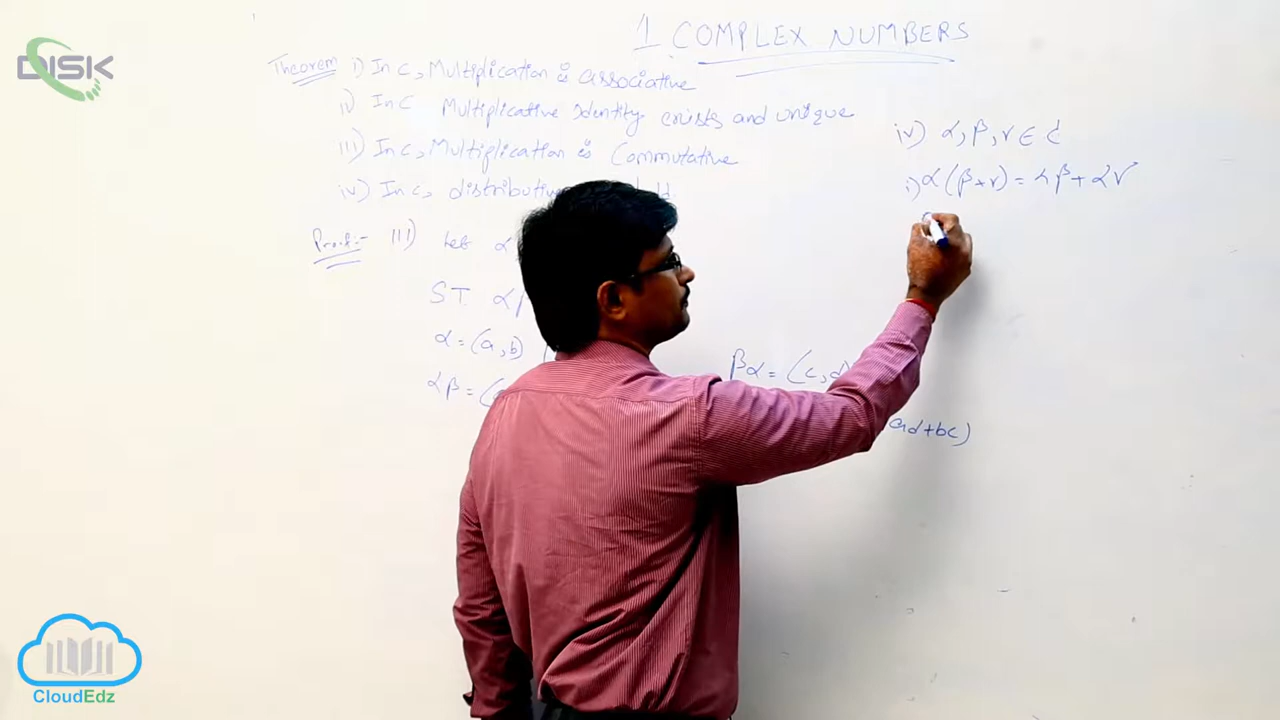 DISK
1 COMPLEX NUMBERS
Theorem i) In C, Multiplication is associative
ii) In C Multiplicative Identity exists and unique
iii) In C, Multiplication is Commutative
iv) In C, distributive
Proof:- iii) Let α
S.T. αβ
α = (a, b)
αβ = (
βα = (c, d)
ad+bc)
iv) α, β, γ ∈ C
i) α(β+γ) = αβ + αγ
CloudEdz